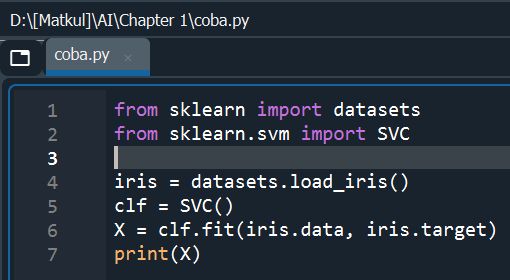 D:\[Matkul]\AI\Chapter 1\coba.py
coba.py ×
1 from sklearn import datasets
2 from sklearn.svm import SVC
3
4 iris = datasets.load_iris()
5 clf = SVC()
6 X = clf.fit(iris.data, iris.target)
7 print(X)